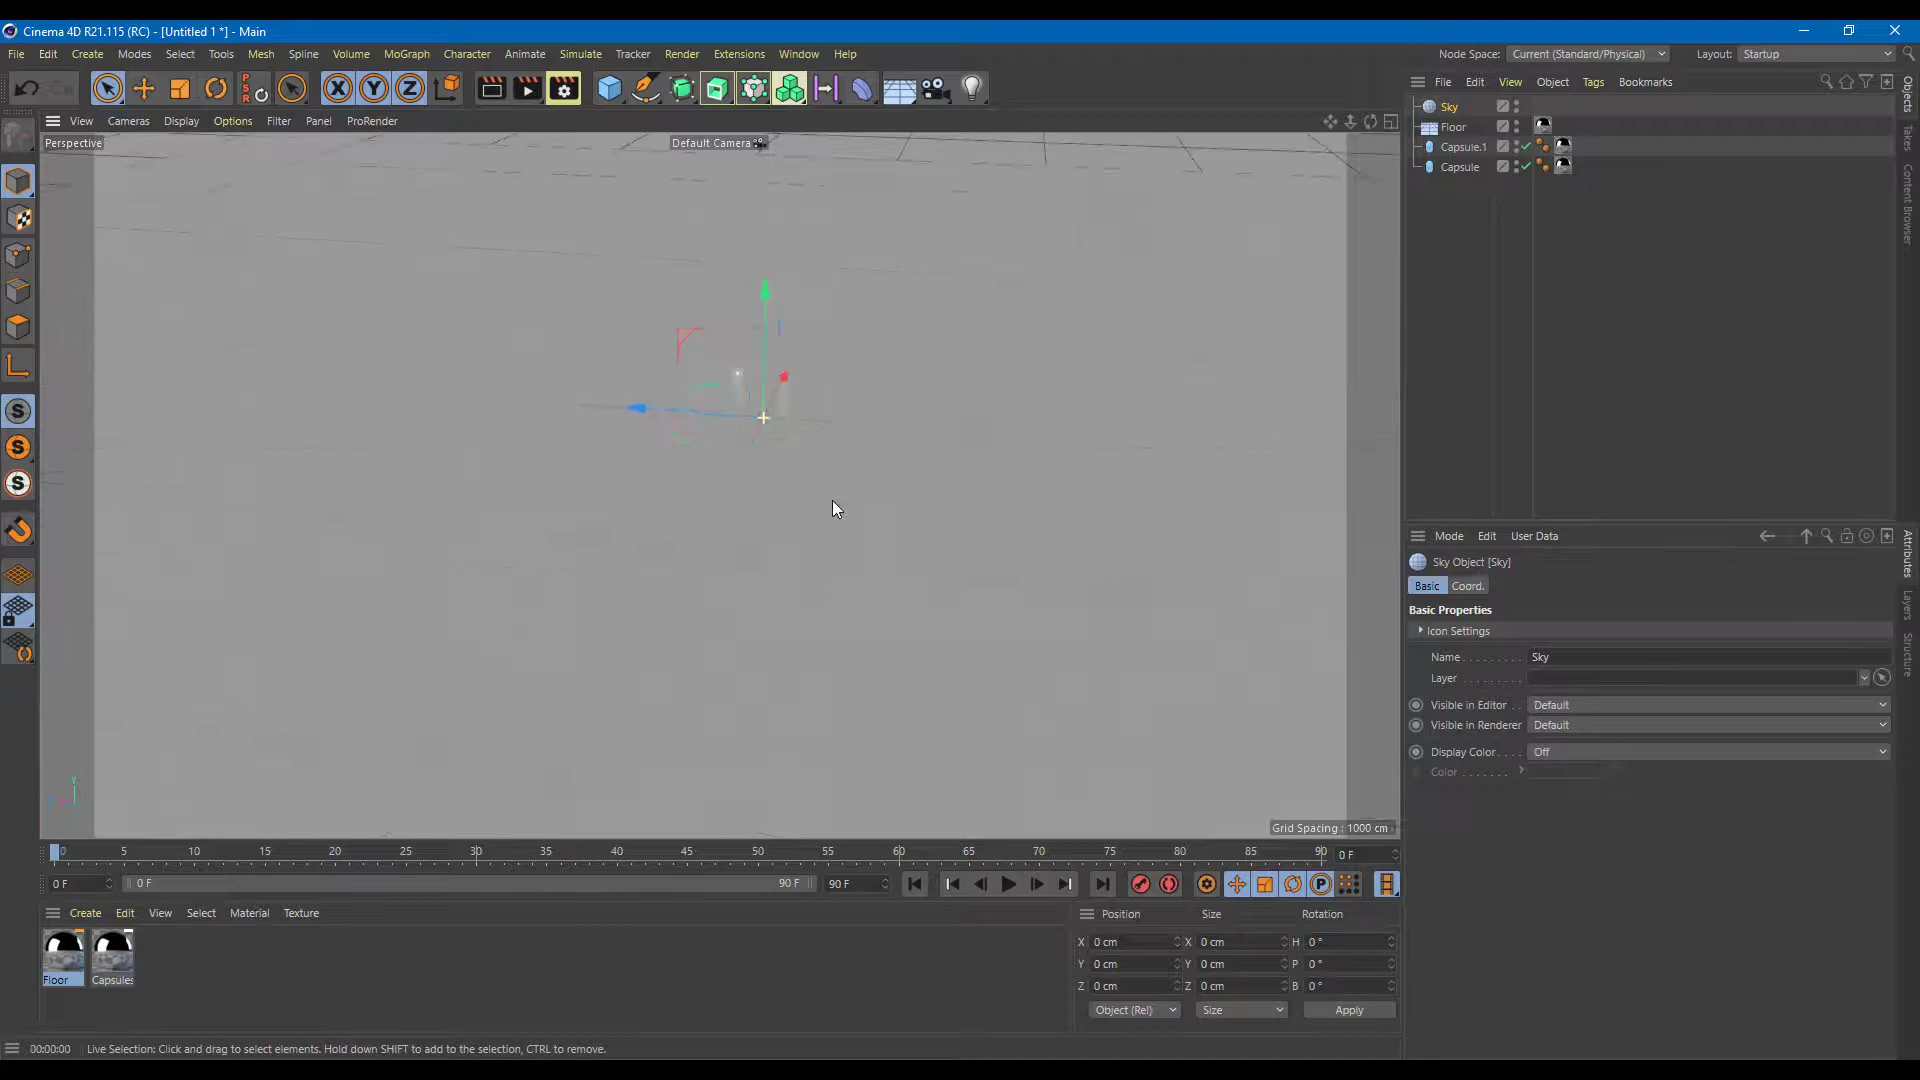 Cinema 4D R21.115 (RC) - [Untitled 1 *] - Main
File Edit Create Modes Select Tools Mesh Spline Volume MoGraph Character Animate Simulate Tracker Render Extensions Window Help
Node Space: Current (Standard/Physical) Layout: Startup
P S R
X Y Z
File Edit View Object Tags Bookmarks
View Cameras Display Options Filter Panel ProRender
Perspective
Default Camera
Sky
Floor
Capsule.1
Capsule
Objects
Takes
Content Browser
S
S
S
Y
Grid Spacing : 1000 cm
Mode Edit User Data
Sky Object [Sky]
Basic Coord.
Basic Properties
Icon Settings
Name Sky
Layer
Visible in Editor Default
Visible in Renderer Default
Display Color Off
Color
Attributes
Layers
Structure
0 5 10 15 20 25 30 35 40 45 50 55 60 65 70 75 80 85 90 0 F
0 F 0 F 90 F 90 F P
Create Edit View Select Material Texture
Floor Capsules
Position Size Rotation
X 0 cm X 0 cm H 0 °
Y 0 cm Y 0 cm P 0 °
Z 0 cm Z 0 cm B 0 °
Object (Rel) Size Apply
00:00:00 Live Selection: Click and drag to select elements. Hold down SHIFT to add to the selection, CTRL to remove.